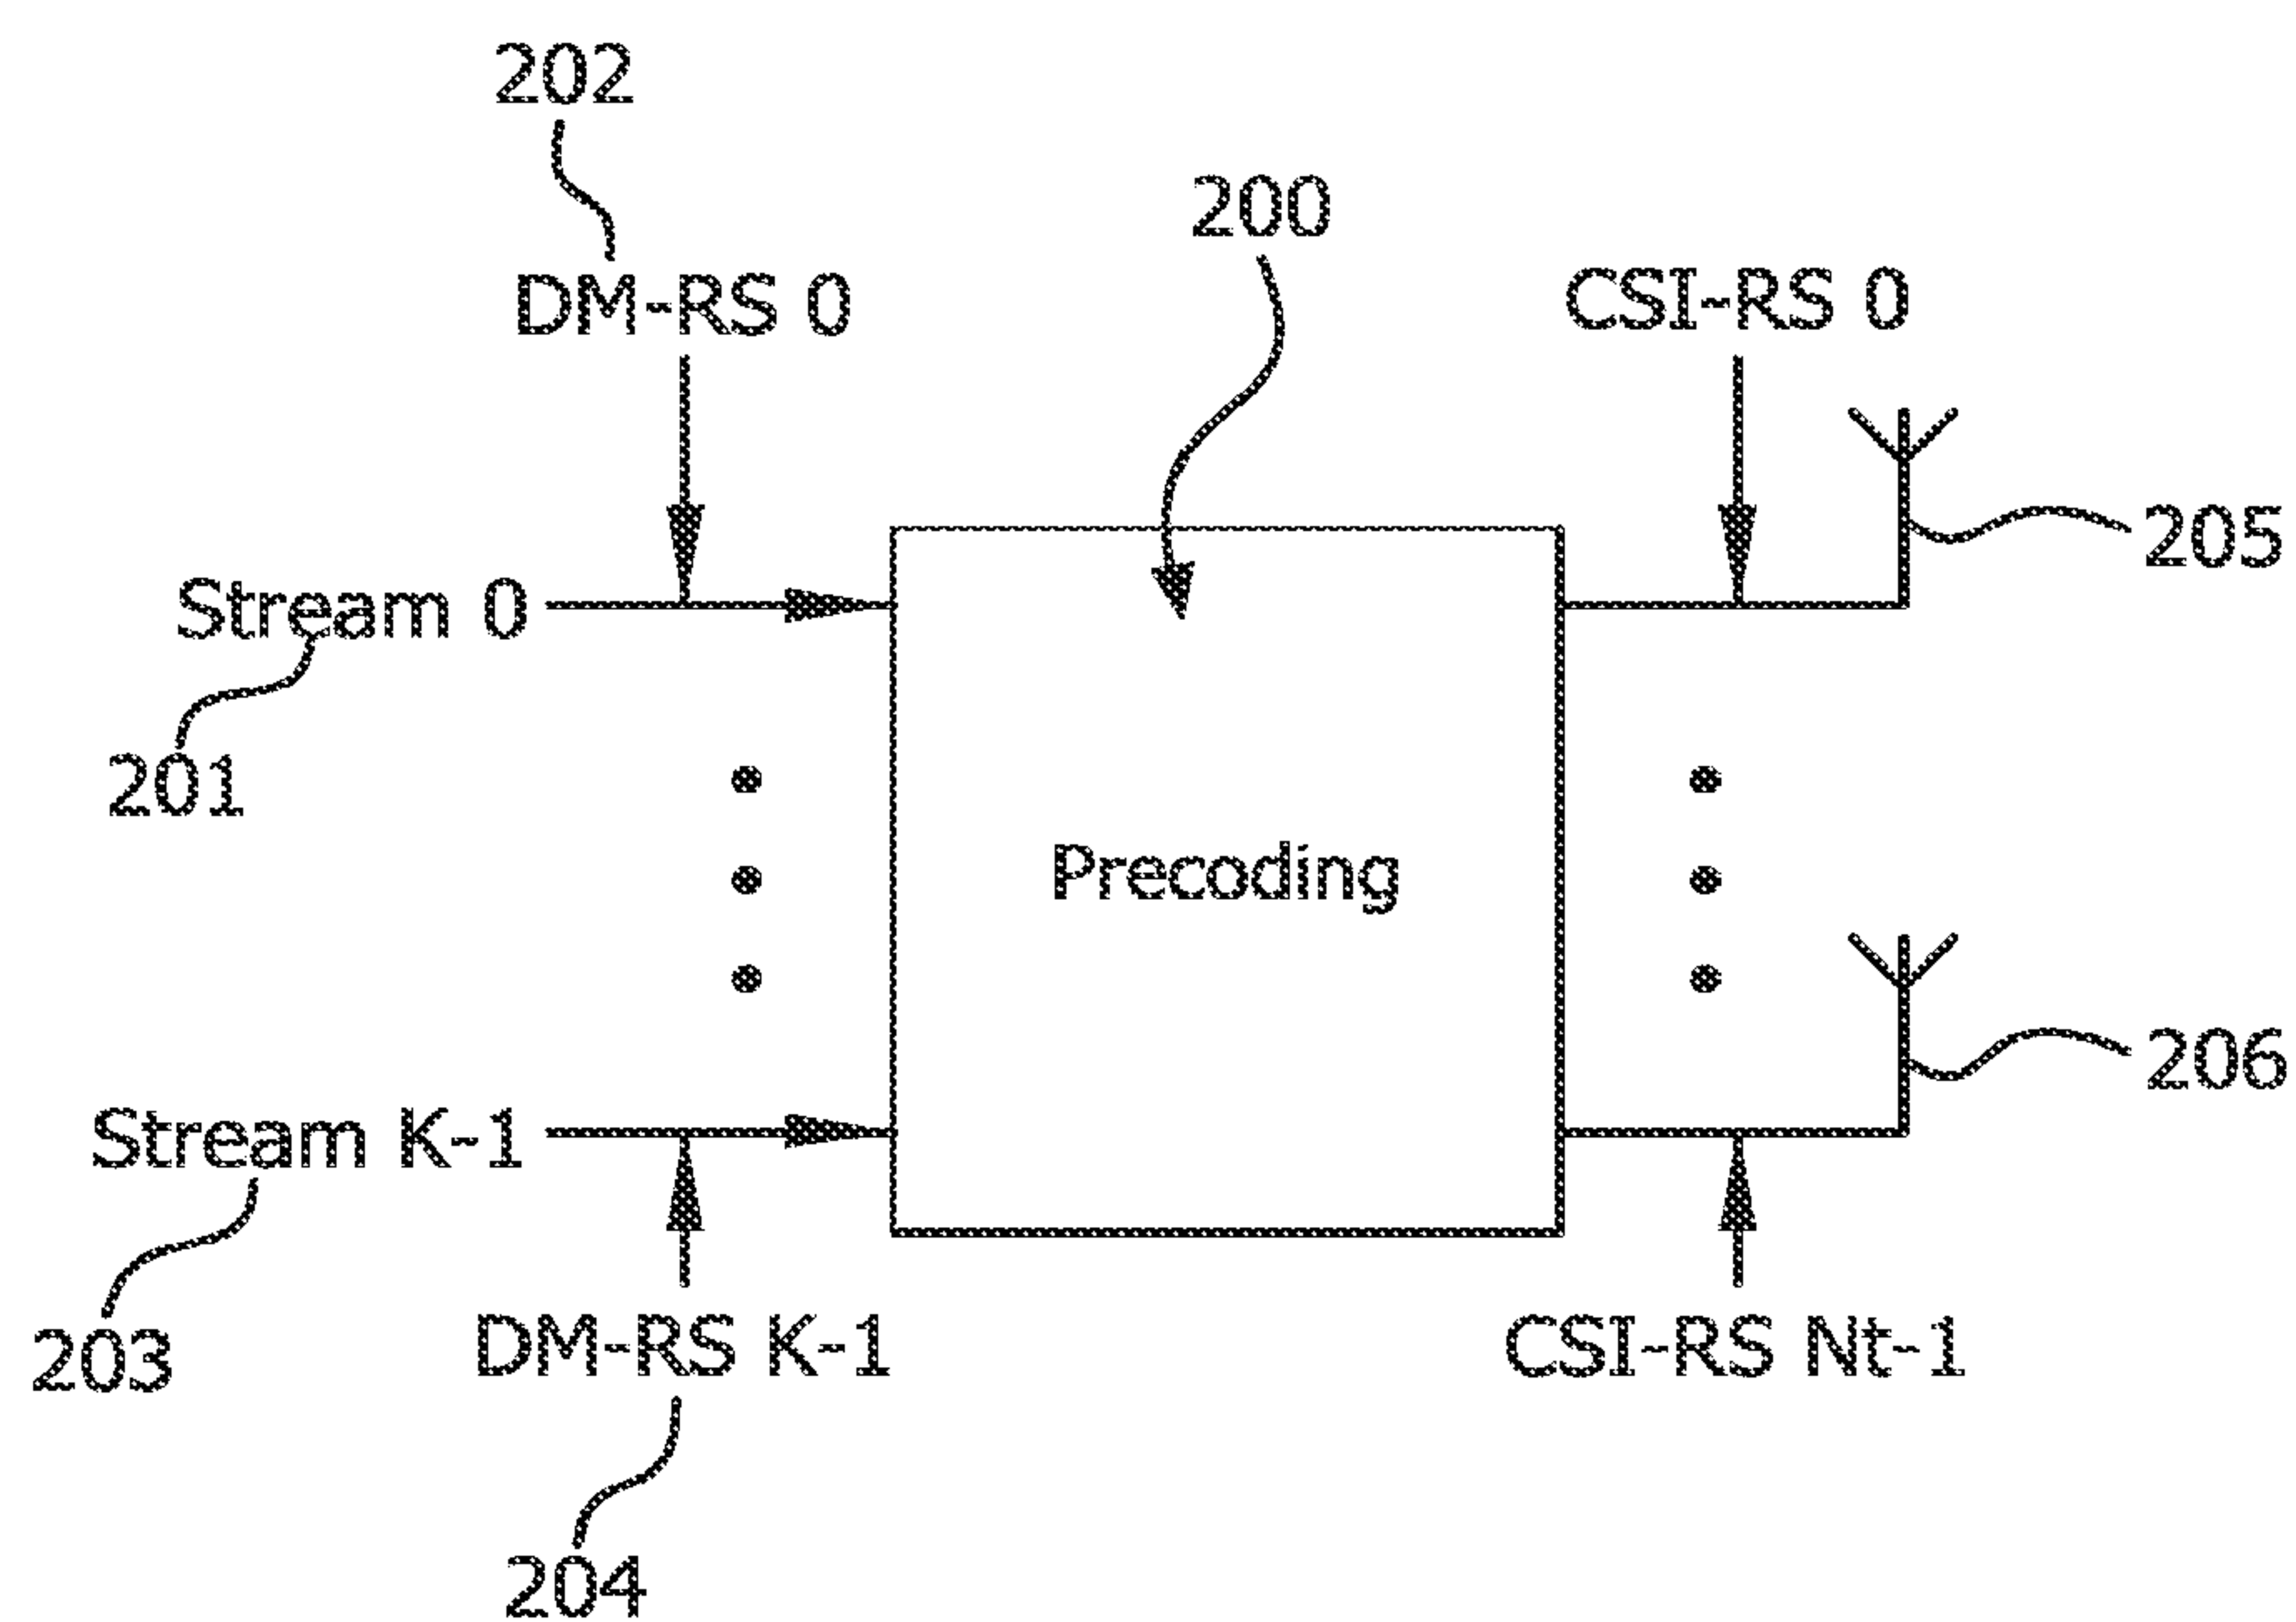 202
200
DM-RS 0
CSI-RS 0
205
Stream 0
201
Precoding
206
Stream K-1
203
DM-RS K-1
CSI-RS Nt-1
204